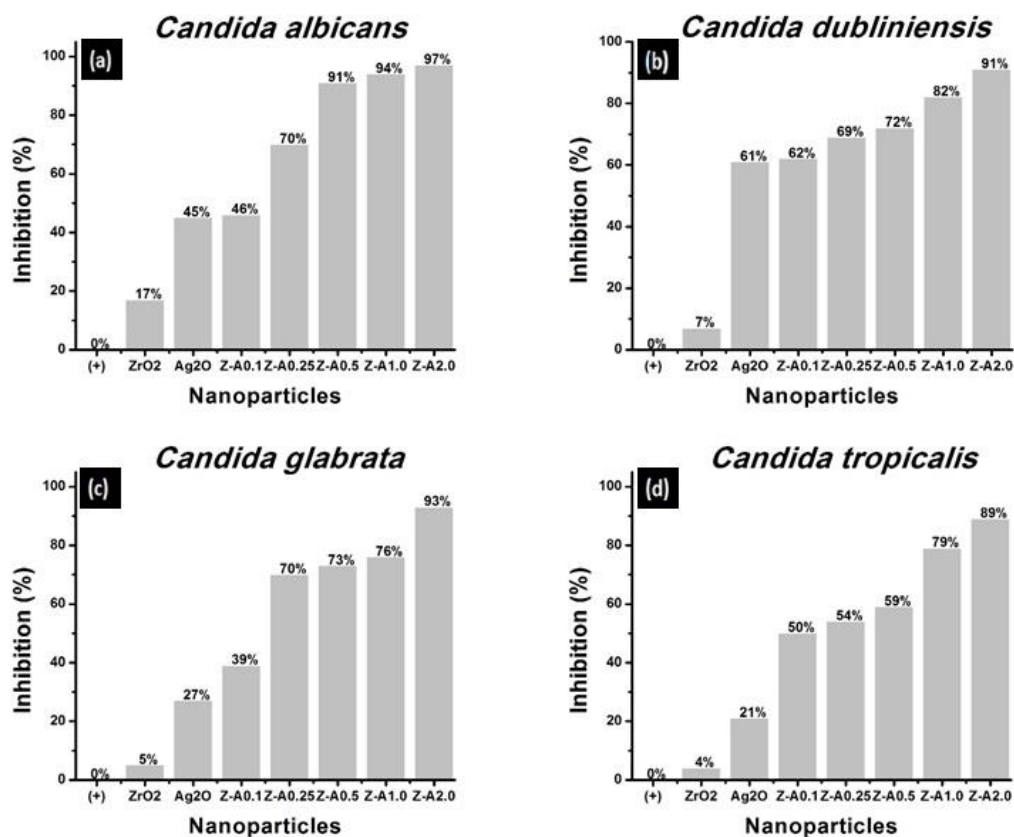 Candida albicans
(a)
Inhibition (%)
100
80
60
40
20
0
0%
17%
45%
46%
70%
91%
94%
97%
(+) ZrO2 Ag2O Z-A0.1 Z-A0.25 Z-A0.5 Z-A1.0 Z-A2.0
Nanoparticles
Candida dubliniensis
(b)
Inhibition (%)
100
80
60
40
20
0
0%
7%
61%
62%
69%
72%
82%
91%
(+) ZrO2 Ag2O Z-A0.1 Z-A0.25 Z-A0.5 Z-A1.0 Z-A2.0
Nanoparticles
Candida glabrata
(c)
Inhibition (%)
100
80
60
40
20
0
0%
5%
27%
39%
70%
73%
76%
93%
(+) ZrO2 Ag2O Z-A0.1 Z-A0.25 Z-A0.5 Z-A1.0 Z-A2.0
Nanoparticles
Candida tropicalis
(d)
Inhibition (%)
100
80
60
40
20
0
0%
4%
21%
50%
54%
59%
79%
89%
(+) ZrO2 Ag2O Z-A0.1 Z-A0.25 Z-A0.5 Z-A1.0 Z-A2.0
Nanoparticles